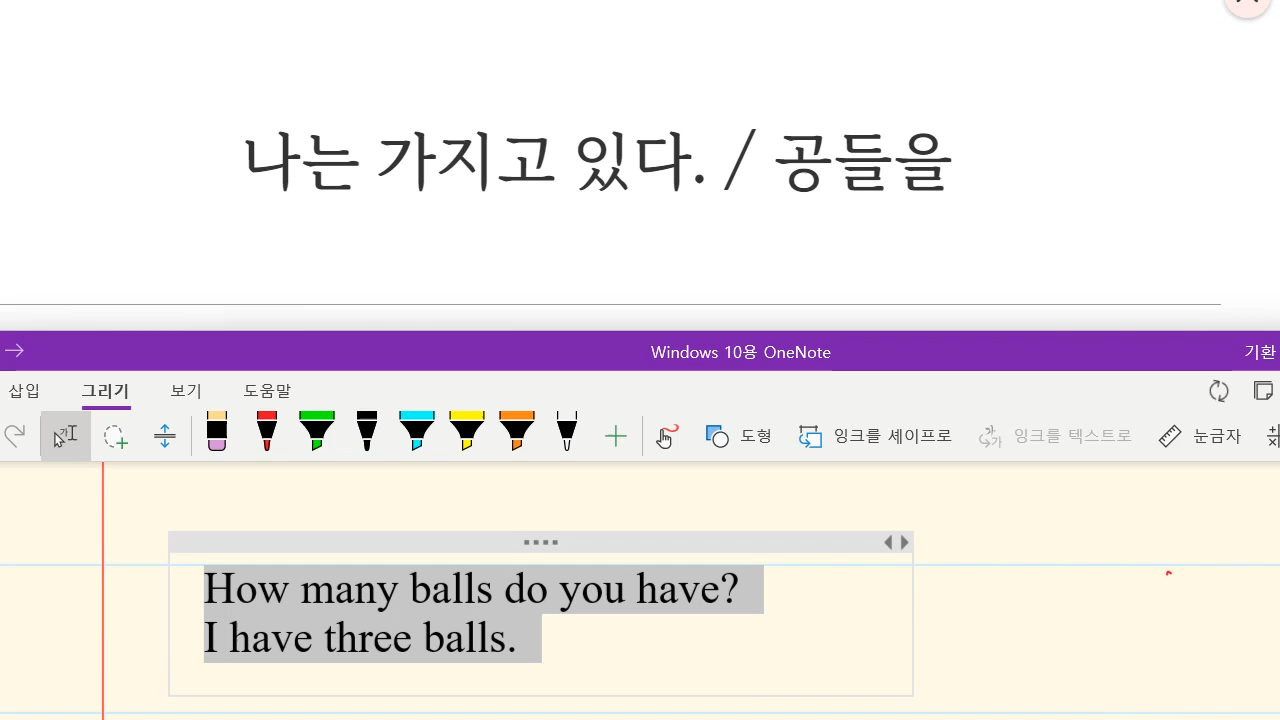 나는 가지고 있다. / 공들을
Windows 10용 OneNote
기환
삽입 그리기 보기 도움말
도형 잉크를 셰이프로 잉크를 텍스트로 눈금자
How many balls do you have?
I have three balls.